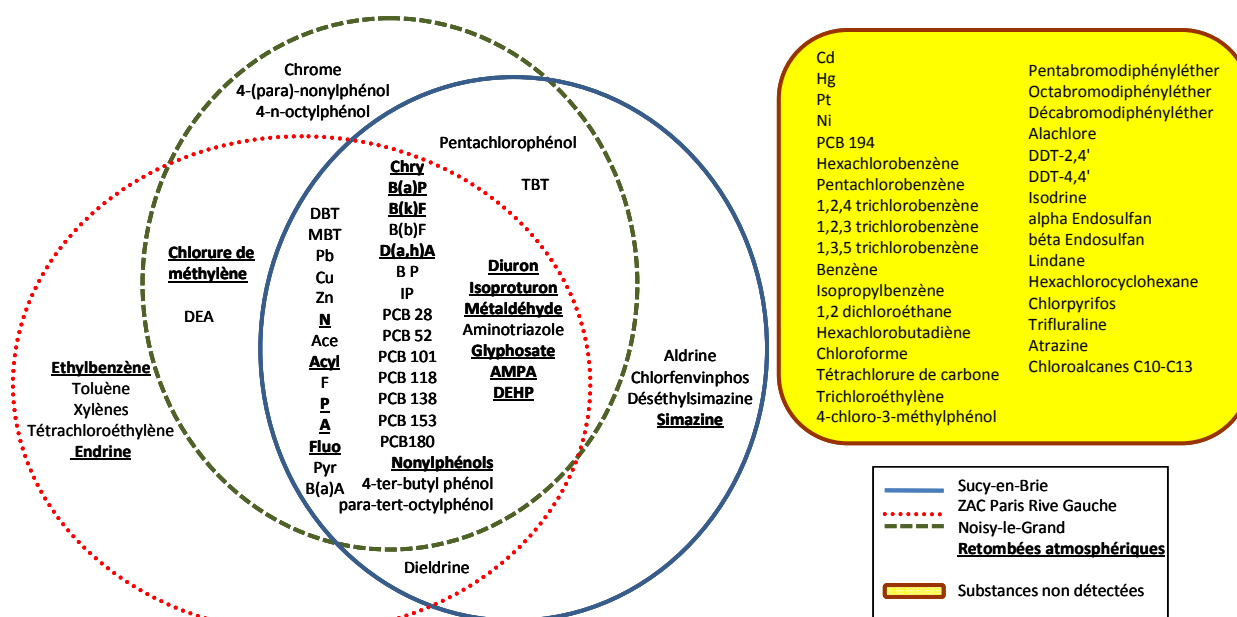 Chrome
4-(para)-nonylphénol
4-n-octylphénol
Pentachlorophénol
TBT
Chlorure de
méthylène
DEA
Ethylbenzène
Toluène
Xylènes
Tétrachloroéthylène
Endrine
DBT
MBT
Pb
Cu
Zn
N
Ace
Acyl
F
P
A
Fluo
Pyr
B(a)A
Chry
B(a)P
B(k)F
B(b)F
D(a,h)A
B P
IP
PCB 28
PCB 52
PCB 101
PCB 118
PCB 138
PCB 153
PCB180
Nonylphénols
4-ter-butyl phénol
para-tert-octylphénol
Diuron
Isoproturon
Métaldéhyde
Aminotriazole
Glyphosate
AMPA
DEHP
Aldrine
Chlorfenvinphos
Déséthylsimazine
Simazine
Dieldrine
Cd
Hg
Pt
Ni
PCB 194
Hexachlorobenzène
Pentachlorobenzène
1,2,4 trichlorobenzène
1,2,3 trichlorobenzène
1,3,5 trichlorobenzène
Benzène
Isopropylbenzène
1,2 dichloroéthane
Hexachlorobutadiène
Chloroforme
Tétrachlorure de carbone
Trichloroéthylène
4-chloro-3-méthylphénol
Pentabromodiphényléther
Octabromodiphényléther
Décabromodiphényléther
Alachlore
DDT-2,4'
DDT-4,4'
Isodrine
alpha Endosulfan
béta Endosulfan
Lindane
Hexachlorocyclohexane
Chlorpyrifos
Trifluraline
Atrazine
Chloroalcanes C10-C13
Sucy-en-Brie
ZAC Paris Rive Gauche
Noisy-le-Grand
Retombées atmosphériques
Substances non détectées